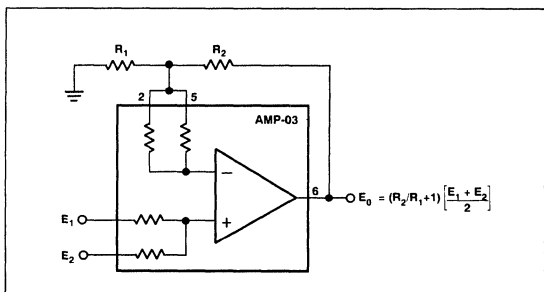 R₁ R₂
2 5
AMP-03
−
6
E₀ = (R₂/R₁+1) [E₁ + E₂ / 2]
E₁
+
E₂